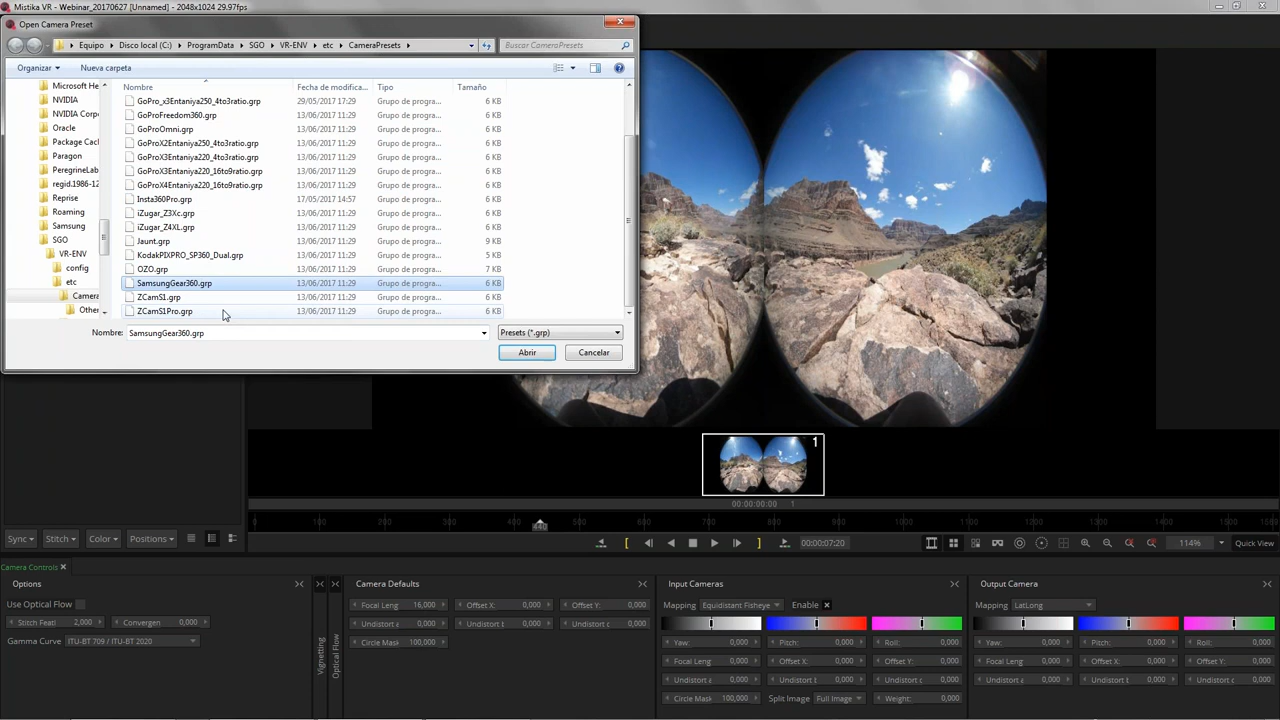 Mistika VR - Webinar_20170627 [Unnamed] - 2048x1024 29.97fps
Open Camera Preset
Equipo ▸ Disco local (C:) ▸ ProgramData ▸ SGO ▸ VR-ENV ▸ etc ▸ CameraPresets ▸
Buscar CameraPresets
Organizar
Nueva carpeta
Microsoft He
NVIDIA
NVIDIA Corp
Oracle
Package Cac
Paragon
PeregrineLab
regid.1986-12
Reprise
Roaming
Samsung
SGO
VR-ENV
config
etc
Camera
Other
Nombre Fecha de modifica... Tipo Tamaño
GoPro_x3Entaniya250_4to3ratio.grp 29/05/2017 17:29 Grupo de progra... 6 KB
GoProFreedom360.grp 13/06/2017 11:29 Grupo de progra... 6 KB
GoProOmni.grp 13/06/2017 11:29 Grupo de progra... 6 KB
GoProX2Entaniya250_4to3ratio.grp 13/06/2017 11:29 Grupo de progra... 6 KB
GoProX3Entaniya220_4to3ratio.grp 13/06/2017 11:29 Grupo de progra... 6 KB
GoProX3Entaniya220_16to9ratio.grp 13/06/2017 11:29 Grupo de progra... 6 KB
GoProX4Entaniya220_16to9ratio.grp 13/06/2017 11:29 Grupo de progra... 6 KB
Insta360Pro.grp 17/05/2017 14:57 Grupo de progra... 6 KB
iZugar_Z3Xc.grp 13/06/2017 11:29 Grupo de progra... 6 KB
iZugar_Z4XL.grp 13/06/2017 11:29 Grupo de progra... 6 KB
Jaunt.grp 13/06/2017 11:29 Grupo de progra... 9 KB
KodakPIXPRO_SP360_Dual.grp 13/06/2017 11:29 Grupo de progra... 5 KB
OZO.grp 13/06/2017 11:29 Grupo de progra... 7 KB
SamsungGear360.grp 13/06/2017 11:29 Grupo de progra... 6 KB
ZCamS1.grp 13/06/2017 11:29 Grupo de progra... 6 KB
ZCamS1Pro.grp 13/06/2017 11:29 Grupo de progra... 6 KB
Nombre: SamsungGear360.grp
Presets (*.grp)
Abrir
Cancelar
1
00:00:00:00 1
0 100 200 300 400 440 500 600 700 800 900 1000 1100 1200 1300 1400 1500
Sync Stitch Color Positions
00:00:07:20
114%
Quick View
Camera Controls
Options
Use Optical Flow
Stitch Feati 2,000 Convergen 0,000
Gamma Curve ITU-BT 709 / ITU-BT 2020
Vignetting
Optical Flow
Camera Defaults
Focal Leng 16,000 Offset X: 0,000 Offset Y: 0,000
Undistort a 0,000 Undistort b 0,000 Undistort c 0,000
Circle Mask 100,000
Input Cameras
Mapping Equidistant Fisheye Enable
Yaw: 0,000 Pitch: 0,000 Roll: 0,000
Focal Leng 0,000 Offset X: 0,000 Offset Y: 0,000
Undistort a 0,000 Undistort b 0,000 Undistort c 0,000
Circle Mask 100,000 Split Image Full Image Weight: 0,000
Output Camera
Mapping LatLong
Yaw: 0,000 Pitch: 0,000 Roll: 0,000
Focal Leng 0,000 Offset X: 0,000 Offset Y: 0,000
Undistort a 0,000 Undistort b 0,000 Undistort c 0,000